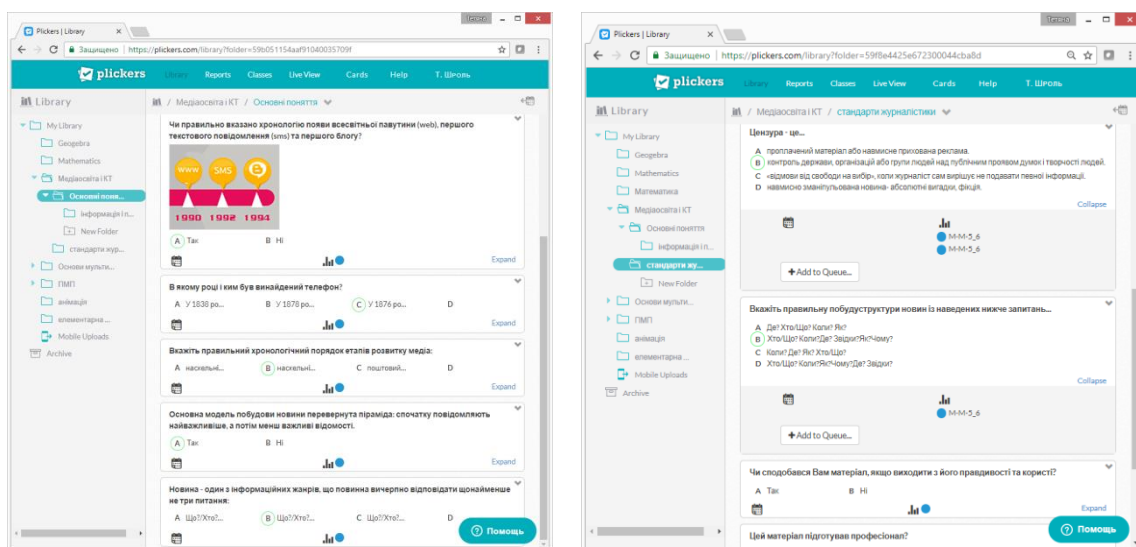 Plickers | Library
Защищено | https://plickers.com/library?folder=59b051154aaf91040035709f
plickers Library Reports Classes Live View Cards Help Т. Шроль
Library
Медіаосвіта і КТ / Основні поняття
My Library
Geogebra
Mathematics
Медіаосвіта і КТ
Основні поня...
інформація і п...
New Folder
стандарти жур...
Основи мульти...
ПМП
анімація
елементарна ...
Mobile Uploads
Archive
Чи правильно вказано хронологію появи всесвітньої павутини (web), першого
текстового повідомлення (sms) та першого блогу?
www SMS
1990 1992 1994
A Так B Ні
Expand
В якому році і ким був винайдений телефон?
A У 1838 ро... B У 1878 ро... C У 1876 ро... D
Expand
Вкажіть правильний хронологічний порядок етапів розвитку медіа:
A наскельні... B наскельні... C поштовий... D
Expand
Основна модель побудови новини перевернута піраміда: спочатку повідомляють
найважливіше, а потім менш важливі відомості.
A Так B Ні
Expand
Новина - один з інформаційних жанрів, що повинна вичерпно відповідати щонайменше
на три питання:
A Що?/Хто?... B Що?/Хто?... C Що?/Хто?... D
Помощь
Plickers | Library
Защищено | https://plickers.com/library?folder=59f8e4425e672300044cba8d
plickers Library Reports Classes Live View Cards Help Т. Шроль
Library
Медіаосвіта і КТ / стандарти журналістики
My Library
Geogebra
Mathematics
Математика
Медіаосвіта і КТ
Основні поняття
інформація і п...
стандарти жу...
New Folder
Основи мульти...
ПМП
анімація
елементарна ...
Mobile Uploads
Archive
Цензура - це...
A проплачений матеріал або навмисне прихована реклама.
B контроль держави, організацій або групи людей над публічним проявом думок і творчості людей.
C «відмови від свободи на вибір», коли журналіст сам вирішує не подавати певної інформації.
D навмисно зманіпульована новина- абсолютні вигадки, фікція.
Collapse
М-М-5_6
М-М-5_6
+Add to Queue...
Вкажіть правильну побудуструктури новин із наведених нижче запитань...
A Де? Хто/Що? Коли? Як?
B Хто/Що? Коли?Де? Звідки?Як?Чому?
C Коли? Де? Як? Хто/Що?
D Хто/Що? Коли?Як?Чому?Де? Звідки?
Collapse
М-М-5_6
+Add to Queue...
Чи сподобався Вам матеріал, якщо виходити з його правдивості та користі?
A Так B Ні
Expand
Цей матеріал підготував професіонал?
Помощь